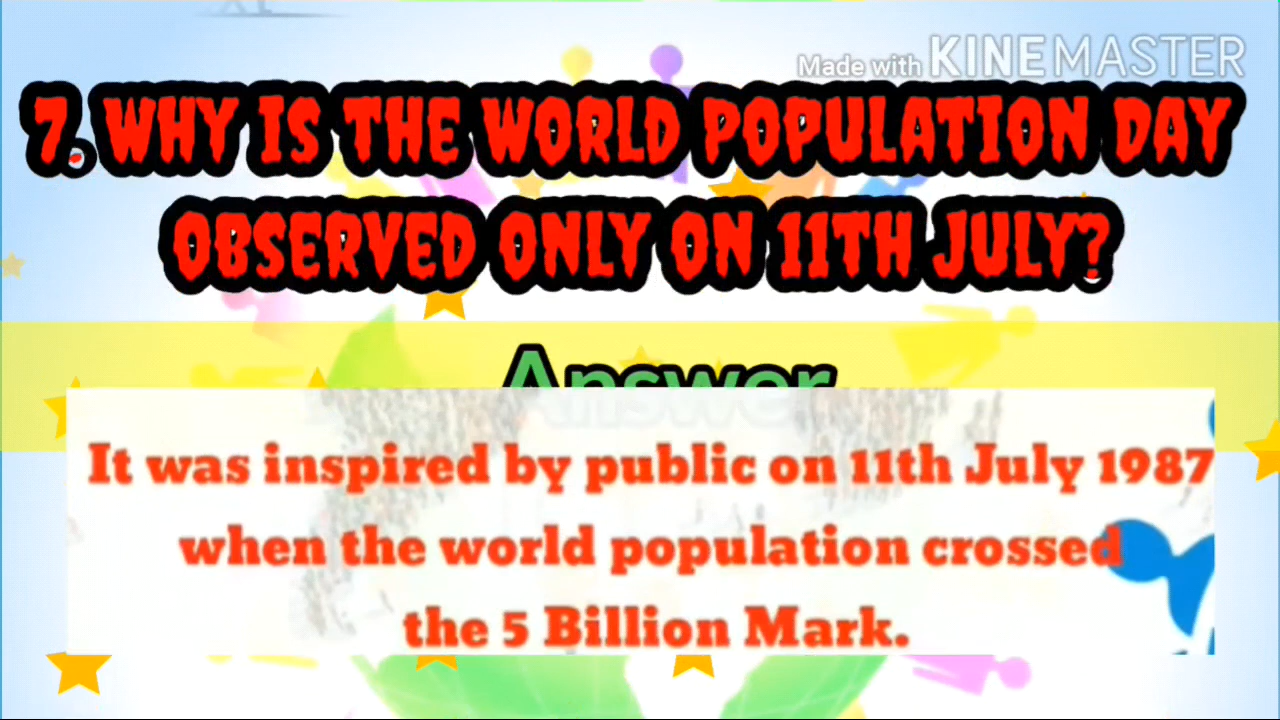 Made with KINEMASTER
7. WHY IS THE WORLD POPULATION DAY
OBSERVED ONLY ON 11TH JULY?
Answer
It was inspired by public on 11th July 1987
when the world population crossed
the 5 Billion Mark.